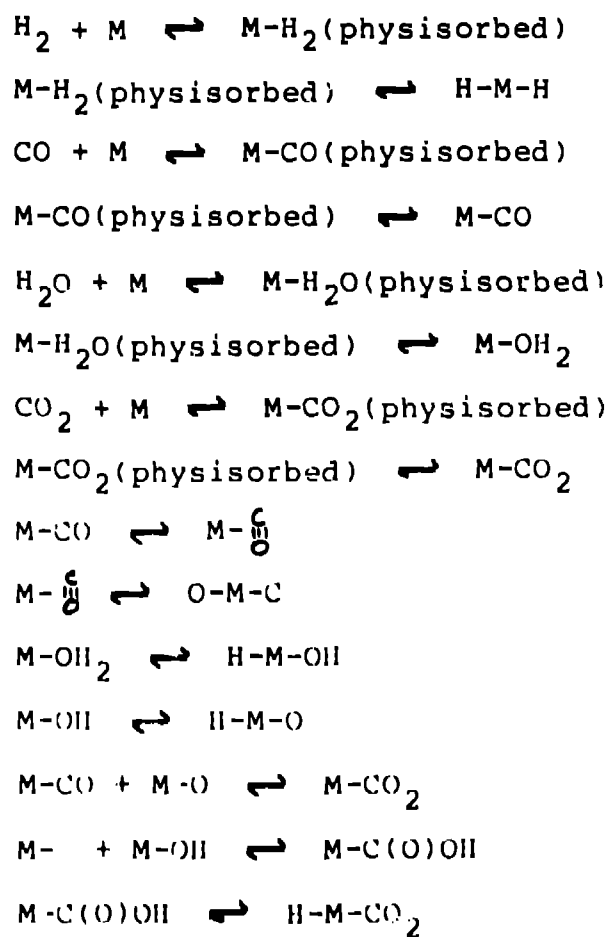 H₂ + M ⇌ M-H₂(physisorbed)
M-H₂(physisorbed) ⇌ H-M-H
CO + M ⇌ M-CO(physisorbed)
M-CO(physisorbed) ⇌ M-CO
H₂O + M ⇌ M-H₂O(physisorbed)
M-H₂O(physisorbed) ⇌ M-OH₂
CO₂ + M ⇌ M-CO₂(physisorbed)
M-CO₂(physisorbed) ⇌ M-CO₂
M-CO ⇌ M-C≡O
M-C≡O ⇌ O-M-C
M-OH₂ ⇌ H-M-OH
M-OH ⇌ H-M-O
M-CO + M-O ⇌ M-CO₂
M- + M-OH ⇌ M-C(O)OH
M-C(O)OH ⇌ H-M-CO₂